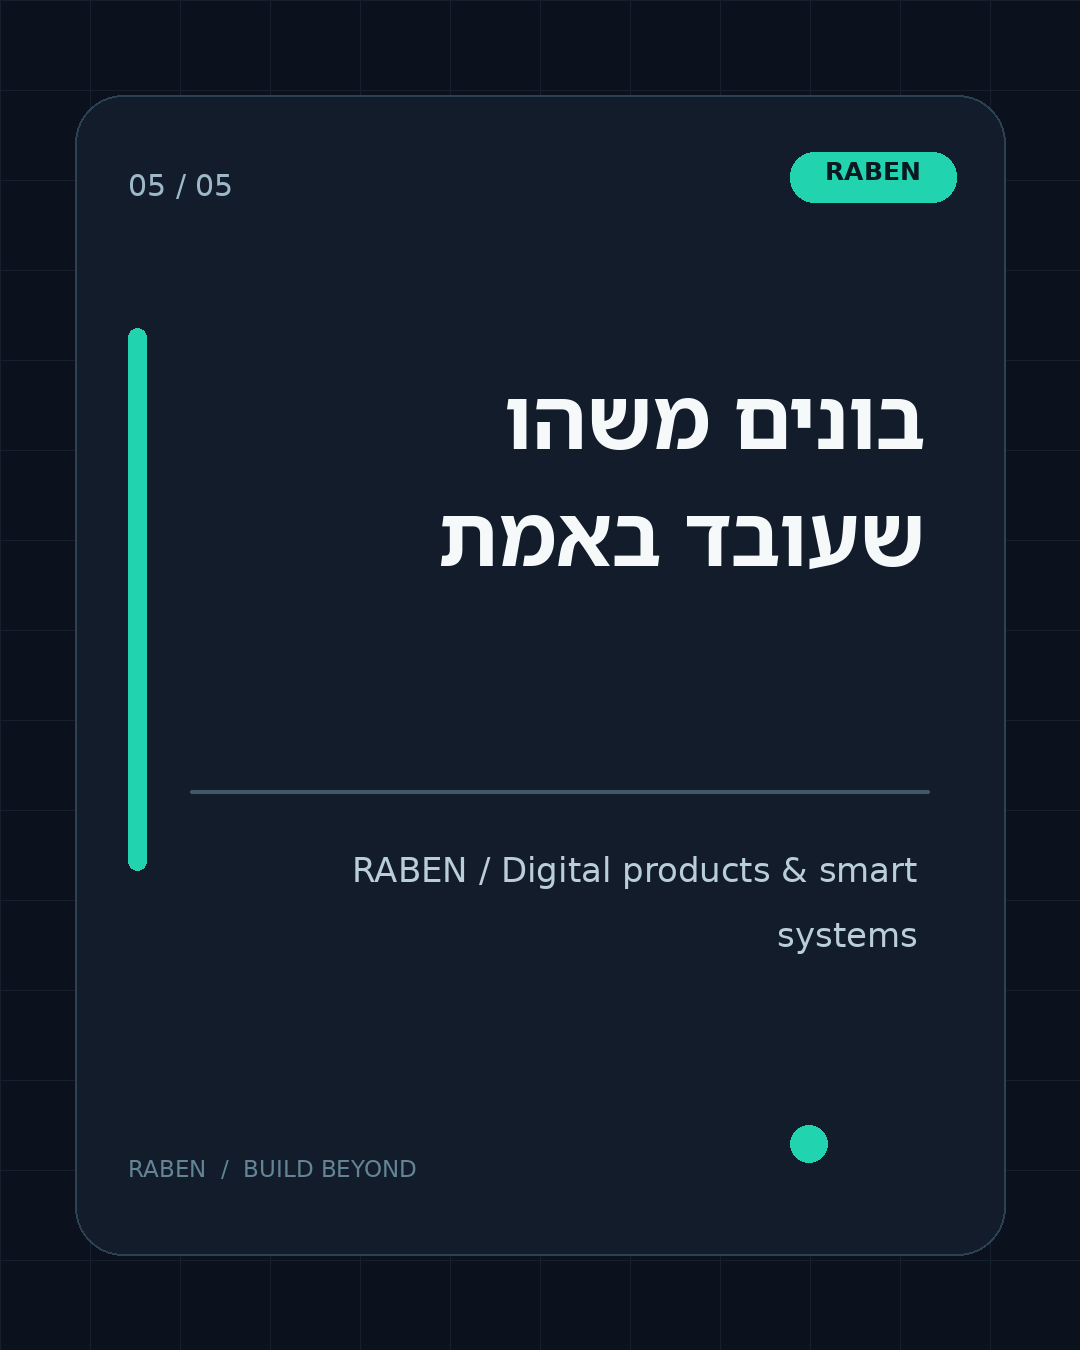 05 / 05
RABEN
בונים משהו
שעובד באמת
RABEN / Digital products & smart
systems
RABEN / BUILD BEYOND